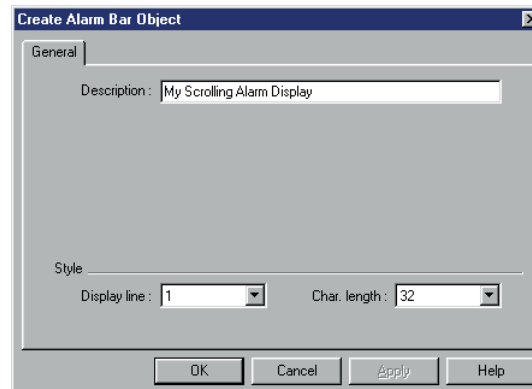 Create Alarm Bar Object
General
Description : My Scrolling Alarm Display
Style
Display line : 1 Char. length : 32
OK Cancel Apply Help